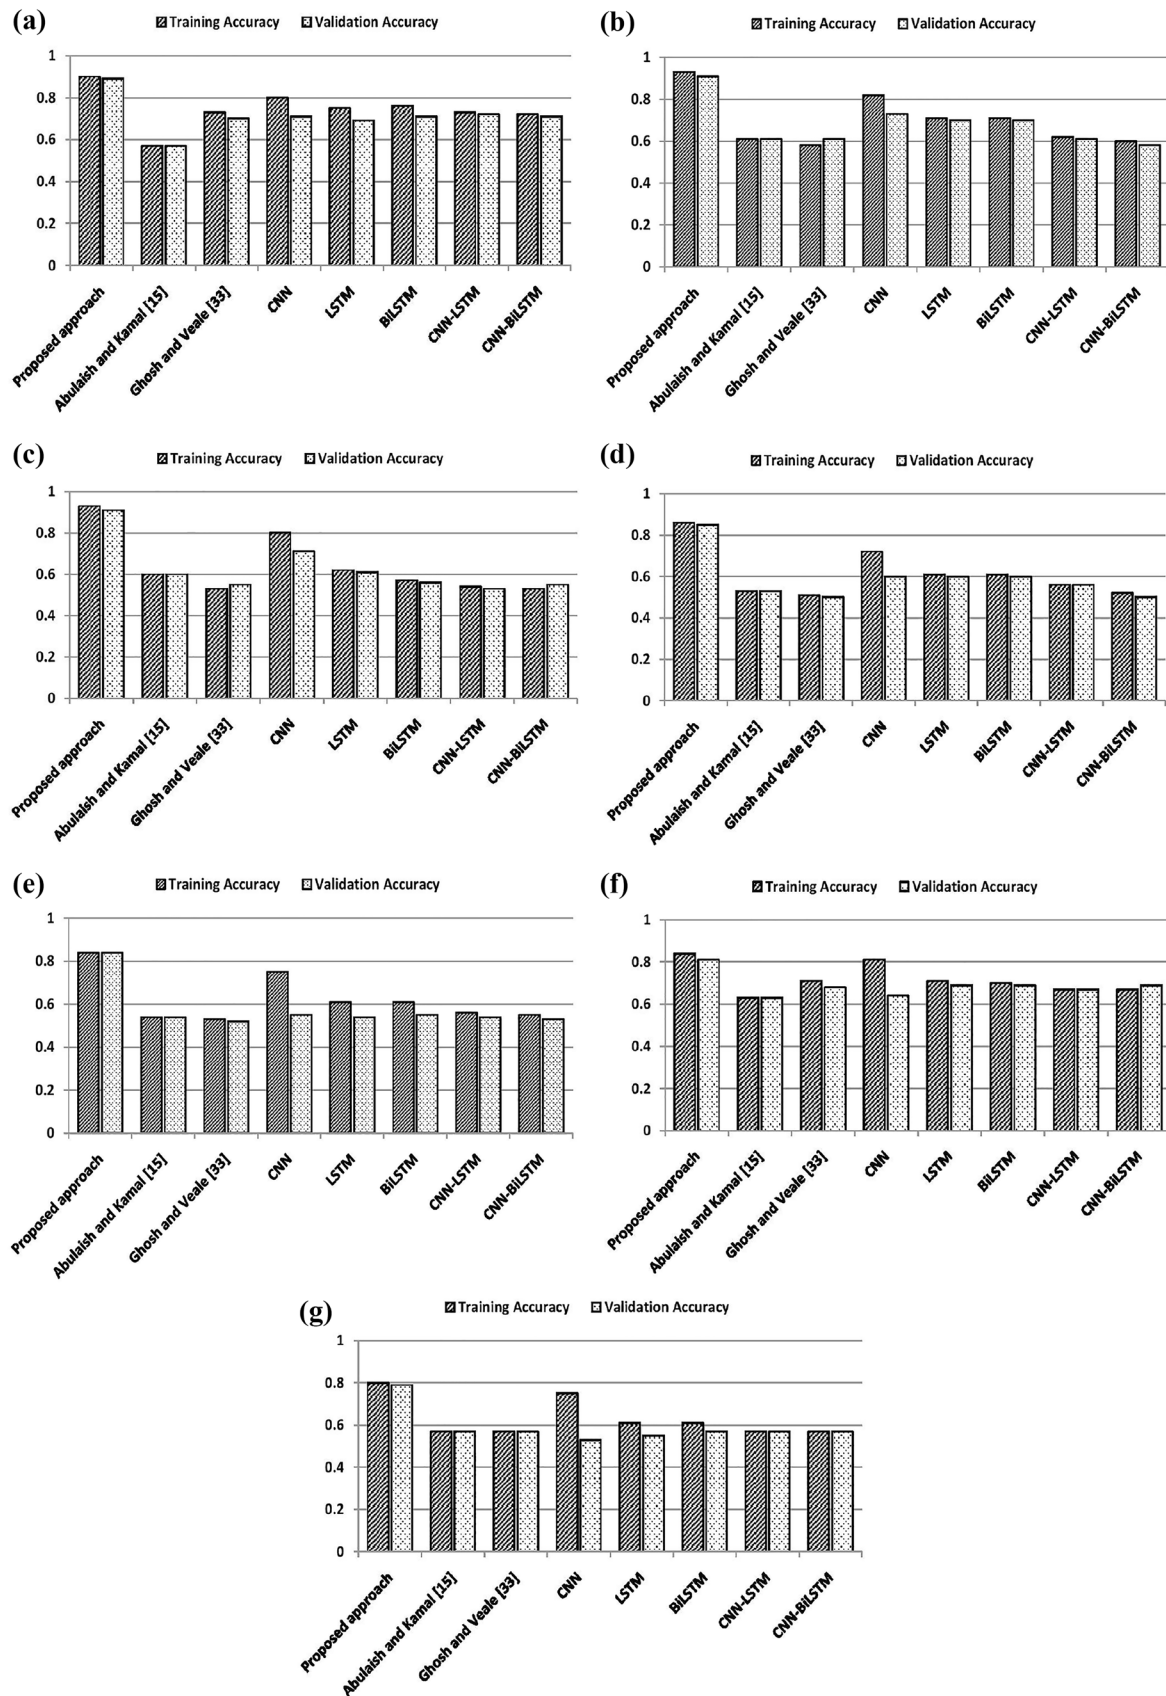 (a)
Training Accuracy Validation Accuracy
1
0.8
0.6
0.4
0.2
0
Proposed approach
Abulaish and Kamal [15]
Ghosh and Veale [33]
CNN
LSTM
BiLSTM
CNN-LSTM
CNN-BiLSTM
(b)
Training Accuracy Validation Accuracy
1
0.8
0.6
0.4
0.2
0
Proposed approach
Abulaish and Kamal [15]
Ghosh and Veale [33]
CNN
LSTM
BiLSTM
CNN-LSTM
CNN-BiLSTM
(c)
Training Accuracy Validation Accuracy
1
0.8
0.6
0.4
0.2
0
Proposed approach
Abulaish and Kamal [15]
Ghosh and Veale [33]
CNN
LSTM
BiLSTM
CNN-LSTM
CNN-BiLSTM
(d)
Training Accuracy Validation Accuracy
1
0.8
0.6
0.4
0.2
0
Proposed approach
Abulaish and Kamal [15]
Ghosh and Veale [33]
CNN
LSTM
BiLSTM
CNN-LSTM
CNN-BiLSTM
(e)
Training Accuracy Validation Accuracy
1
0.8
0.6
0.4
0.2
0
Proposed approach
Abulaish and Kamal [15]
Ghosh and Veale [33]
CNN
LSTM
BiLSTM
CNN-LSTM
CNN-BiLSTM
(f)
Training Accuracy Validation Accuracy
1
0.8
0.6
0.4
0.2
0
Proposed approach
Abulaish and Kamal [15]
Ghosh and Veale [33]
CNN
LSTM
BiLSTM
CNN-LSTM
CNN-BiLSTM
(g)
Training Accuracy Validation Accuracy
1
0.8
0.6
0.4
0.2
0
Proposed approach
Abulaish and Kamal [15]
Ghosh and Veale [33]
CNN
LSTM
BiLSTM
CNN-LSTM
CNN-BiLSTM